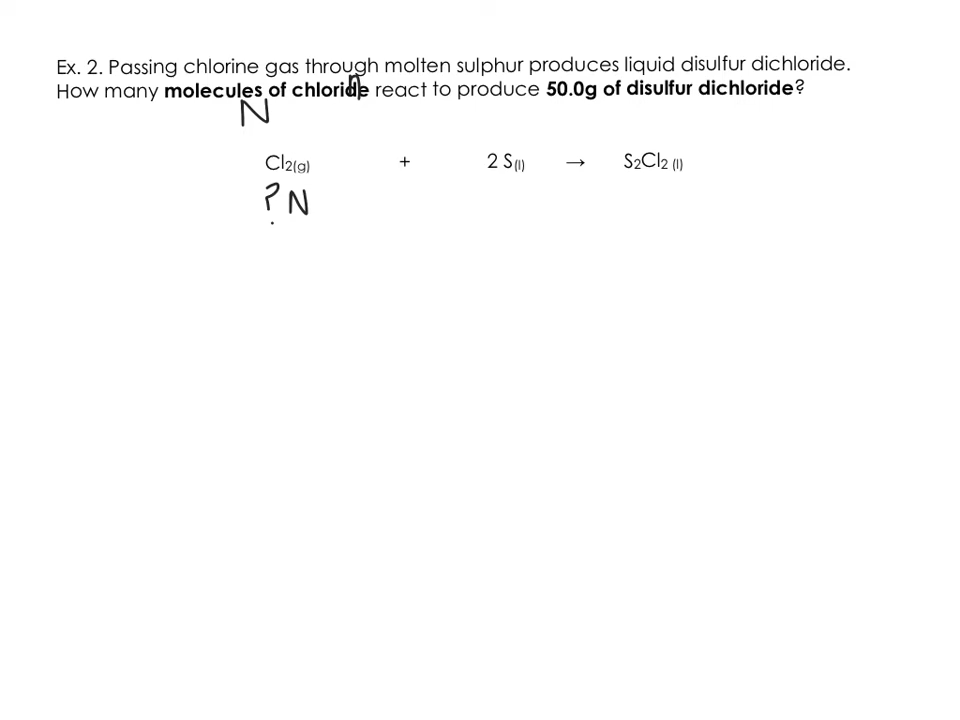 Ex. 2. Passing chlorine gas through molten sulphur produces liquid disulfur dichloride.
How many molecules of chlorine react to produce 50.0g of disulfur dichloride?
N
Cl2(g) + 2 S(l) → S2Cl2 (l)
? N